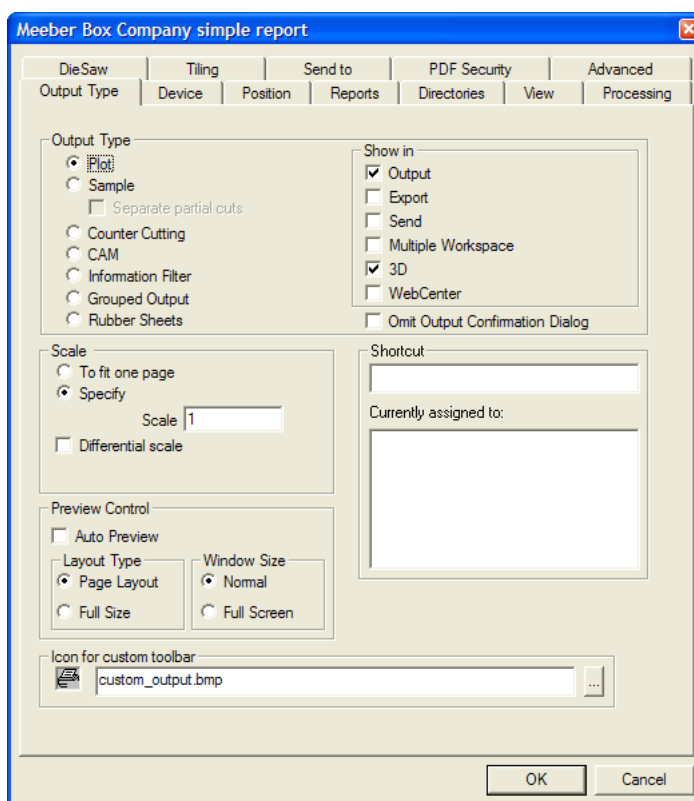 Meeber Box Company simple report
DieSaw Tiling Send to PDF Security Advanced
Output Type Device Position Reports Directories View Processing
Output Type
Plot
Sample
Separate partial cuts
Counter Cutting
CAM
Information Filter
Grouped Output
Rubber Sheets
Show in
Output
Export
Send
Multiple Workspace
3D
WebCenter
Omit Output Confirmation Dialog
Scale
To fit one page
Specify
Scale 1
Differential scale
Shortcut
Currently assigned to:
Preview Control
Auto Preview
Layout Type
Page Layout
Full Size
Window Size
Normal
Full Screen
Icon for custom toolbar
custom_output.bmp
...
OK Cancel